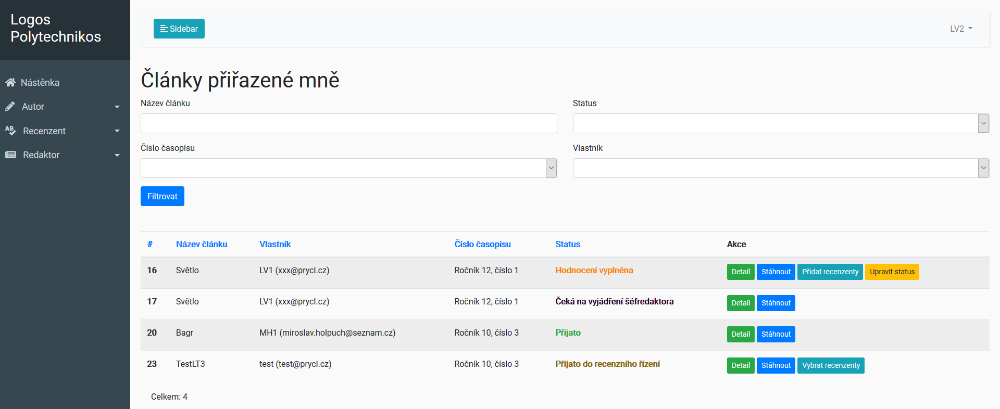 Logos
Polytechnikos
Sidebar
LV2
Nástěnka
Autor
Recenzent
Redaktor
Články přiřazené mně
Název článku
Status
Číslo časopisu
Vlastník
Filtrovat
# Název článku Vlastník Číslo časopisu Status Akce
16 Světlo LV1 (xxx@prycl.cz) Ročník 12, číslo 1 Hodnocení vyplněna Detail Stáhnout Přidat recenzenty Upravit status
17 Světlo LV1 (xxx@prycl.cz) Ročník 12, číslo 1 Čeká na vyjádření šéfredaktora Detail Stáhnout
20 Bagr MH1 (miroslav.holpuch@seznam.cz) Ročník 10, číslo 3 Přijato Detail Stáhnout
23 TestLT3 test (test@prycl.cz) Ročník 10, číslo 3 Přijato do recenzního řízení Detail Stáhnout Vybrat recenzenty
Celkem: 4